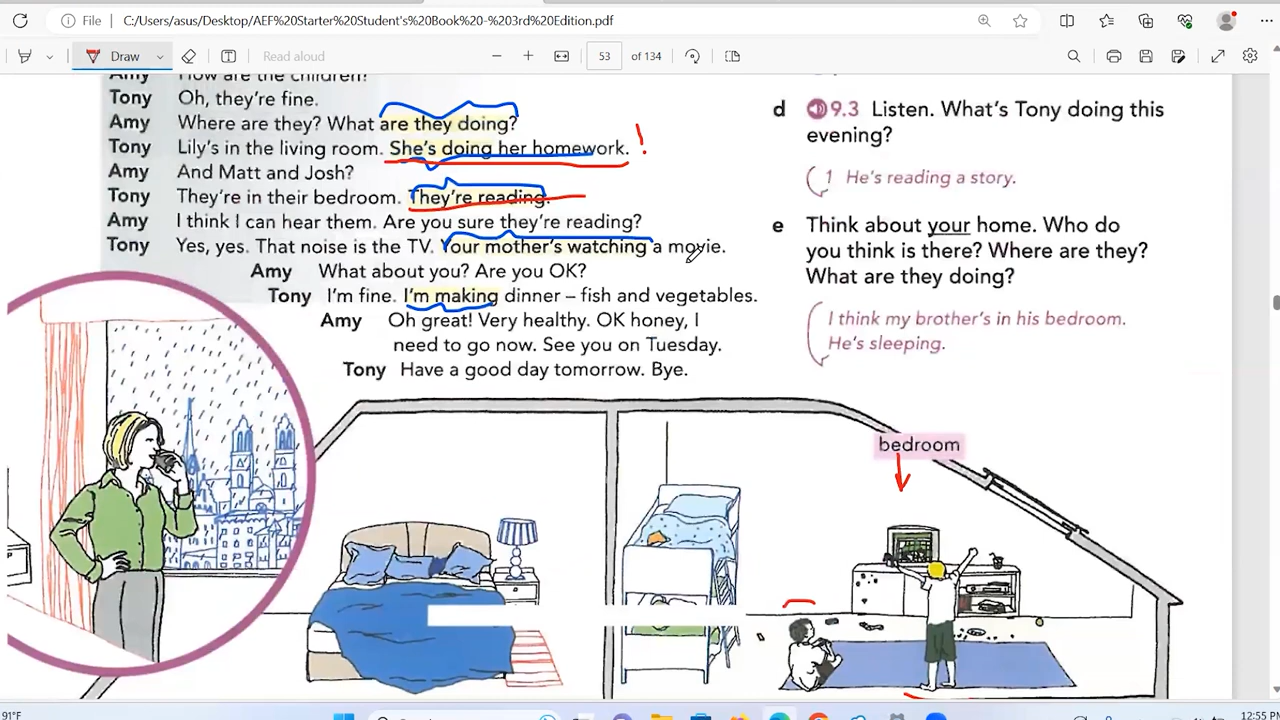 File C:/Users/asus/Desktop/AEF%20Starter%20Student's%20Book%20-%203rd%20Edition.pdf
Draw Read aloud 53 of 134
Amy How are the children?
Tony Oh, they're fine.
Amy Where are they? What are they doing?
Tony Lily's in the living room. She's doing her homework. !
Amy And Matt and Josh?
Tony They're in their bedroom. They're reading.
Amy I think I can hear them. Are you sure they're reading?
Tony Yes, yes. That noise is the TV. Your mother's watching a movie.
Amy What about you? Are you OK?
Tony I'm fine. I'm making dinner – fish and vegetables.
Amy Oh great! Very healthy. OK honey, I
need to go now. See you on Tuesday.
Tony Have a good day tomorrow. Bye.
d 9.3 Listen. What's Tony doing this
evening?
1 He's reading a story.
e Think about your home. Who do
you think is there? Where are they?
What are they doing?
I think my brother's in his bedroom.
He's sleeping.
bedroom
91°F
12:55 PM